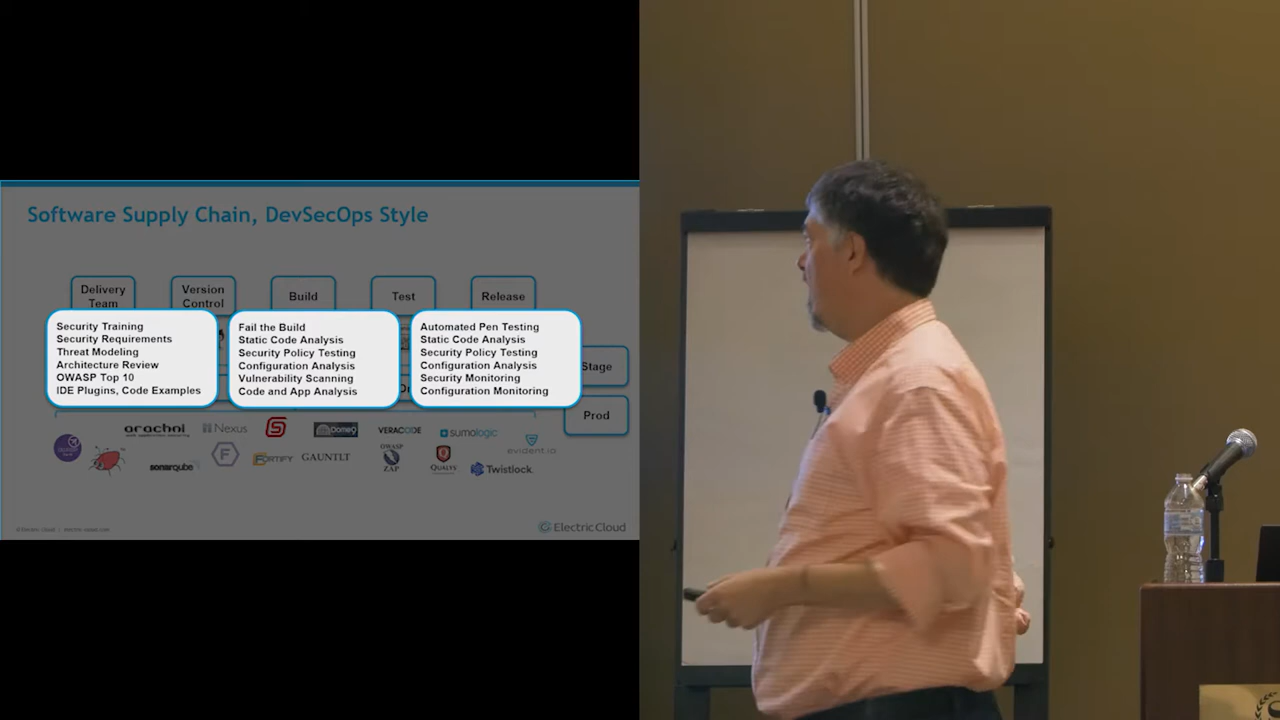 Software Supply Chain, DevSecOps Style
Delivery
Team
Version
Control
Build
Test
Release
Security Training
Security Requirements
Threat Modeling
Architecture Review
OWASP Top 10
IDE Plugins, Code Examples
Fail the Build
Static Code Analysis
Security Policy Testing
Configuration Analysis
Vulnerability Scanning
Code and App Analysis
Automated Pen Testing
Static Code Analysis
Security Policy Testing
Configuration Analysis
Security Monitoring
Configuration Monitoring
Stage
Prod
arachni
Nexus
Dome9
VERACODE
sumologic
evident.io
sonarqube
F
FORTIFY
GAUNTLT
OWASP
ZAP
QUALYS
Twistlock
Electric Cloud